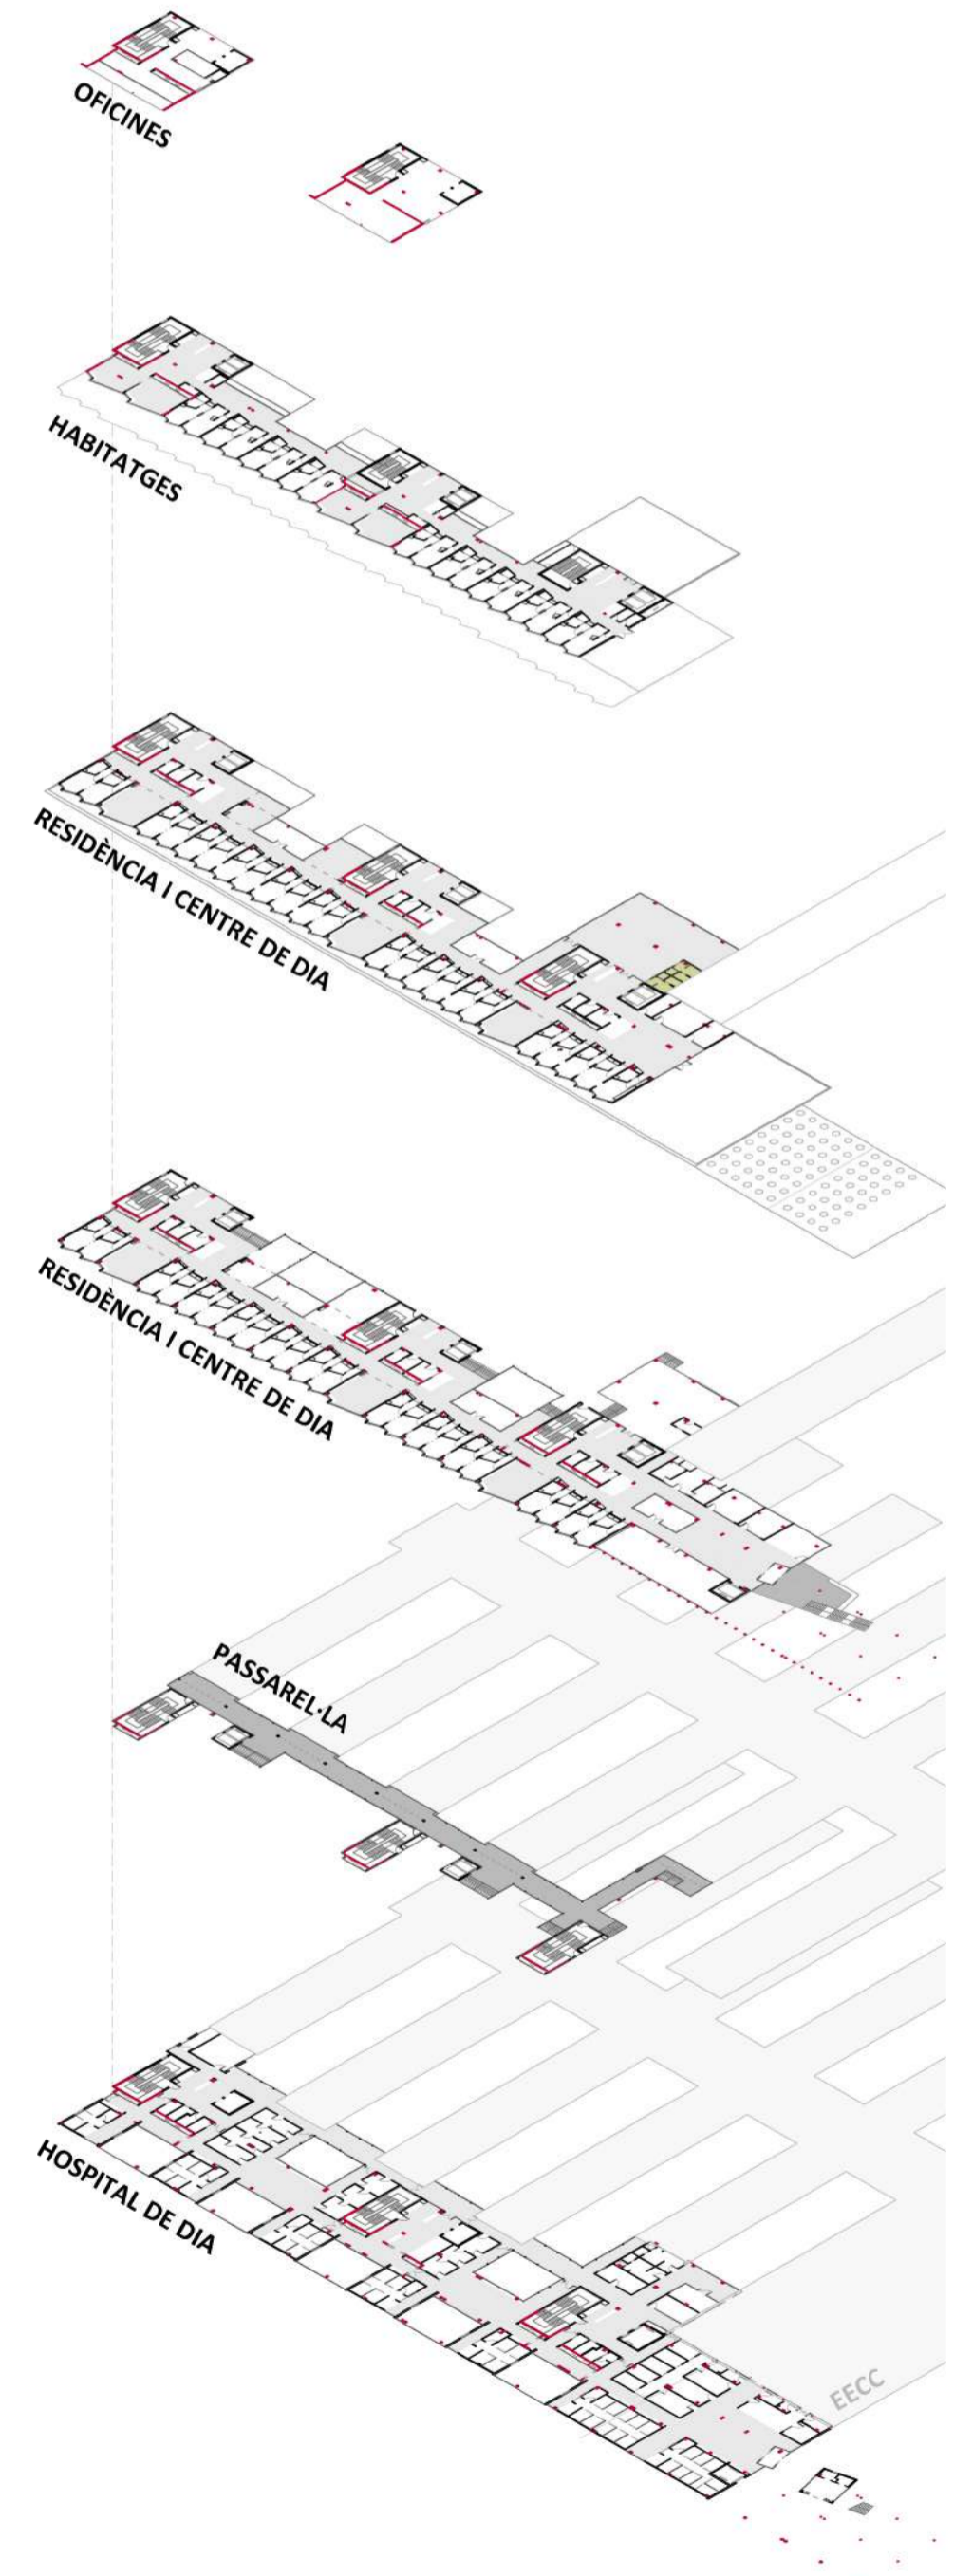 OFICINES
HABITATGES
RESIDÈNCIA I CENTRE DE DIA
RESIDÈNCIA I CENTRE DE DIA
PASSAREL·LA
HOSPITAL DE DIA
EECC